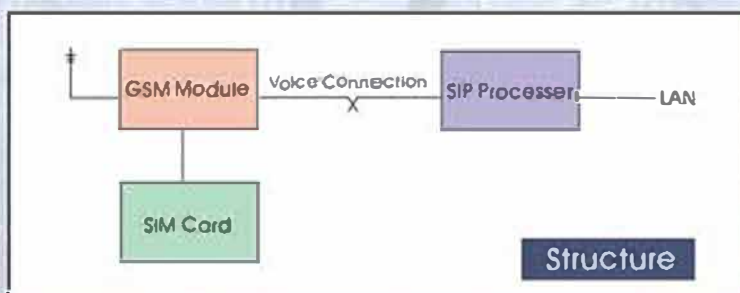 GSM Module
Voice Connection
SIP Processer
LAN
SIM Card
Structure